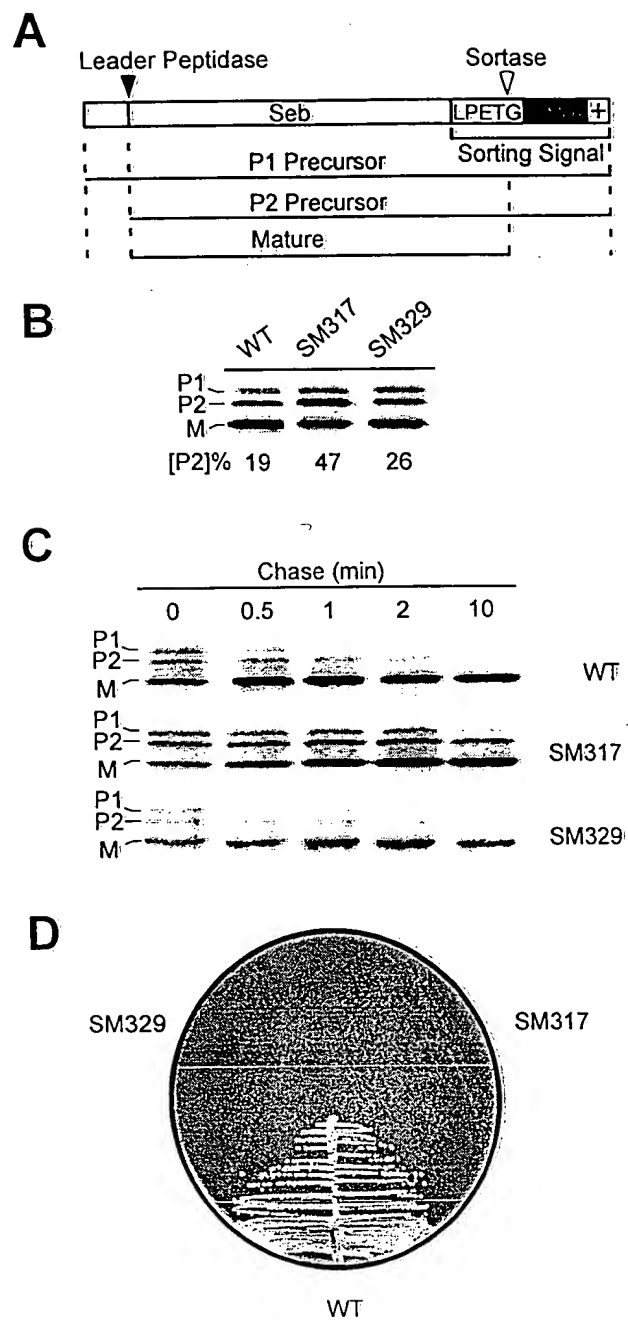 A
Leader Peptidase
Sortase
Seb
LPETG
+
Sorting Signal
P1 Precursor
P2 Precursor
Mature
B
WT SM317 SM329
P1
P2
M
[P2]% 19 47 26
C
Chase (min)
0 0.5 1 2 10
P1
P2
M
WT
P1
P2
M
SM317
P1
P2
M
SM329
D
SM329
SM317
WT